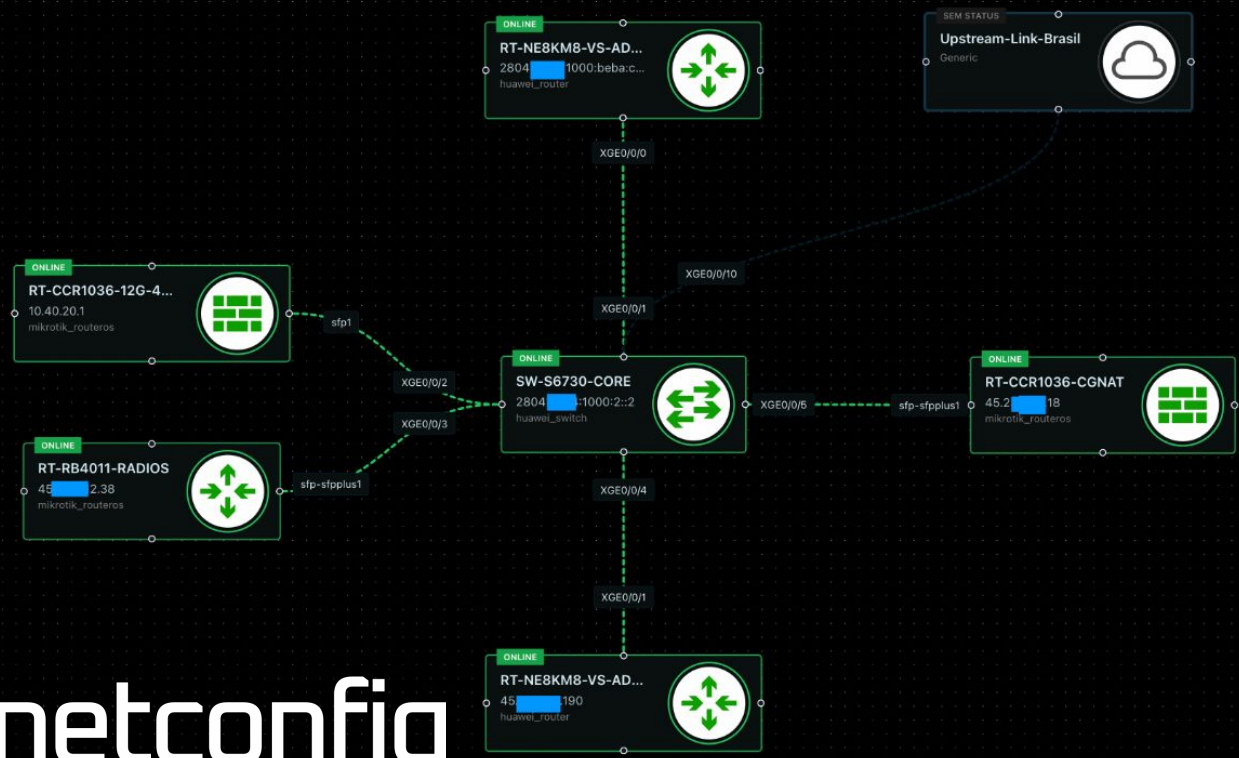 ONLINE
RT-NE8KM8-VS-AD...
2804 1000:beba:c...
huawei_router
SEM STATUS
Upstream-Link-Brasil
Generic
XGE0/0/0
XGE0/0/10
XGE0/0/1
ONLINE
RT-CCR1036-12G-4...
10.40.20.1
mikrotik_routeros
sfp1
XGE0/0/2
XGE0/0/3
ONLINE
SW-S6730-CORE
2804 :1000:2::2
huawei_switch
XGE0/0/5
sfp-sfpplus1
ONLINE
RT-CCR1036-CGNAT
45.2 18
mikrotik_routeros
ONLINE
RT-RB4011-RADIOS
45 2.38
mikrotik_routeros
sfp-sfpplus1
XGE0/0/4
XGE0/0/1
ONLINE
RT-NE8KM8-VS-AD...
45. .190
huawei_router
netconfig